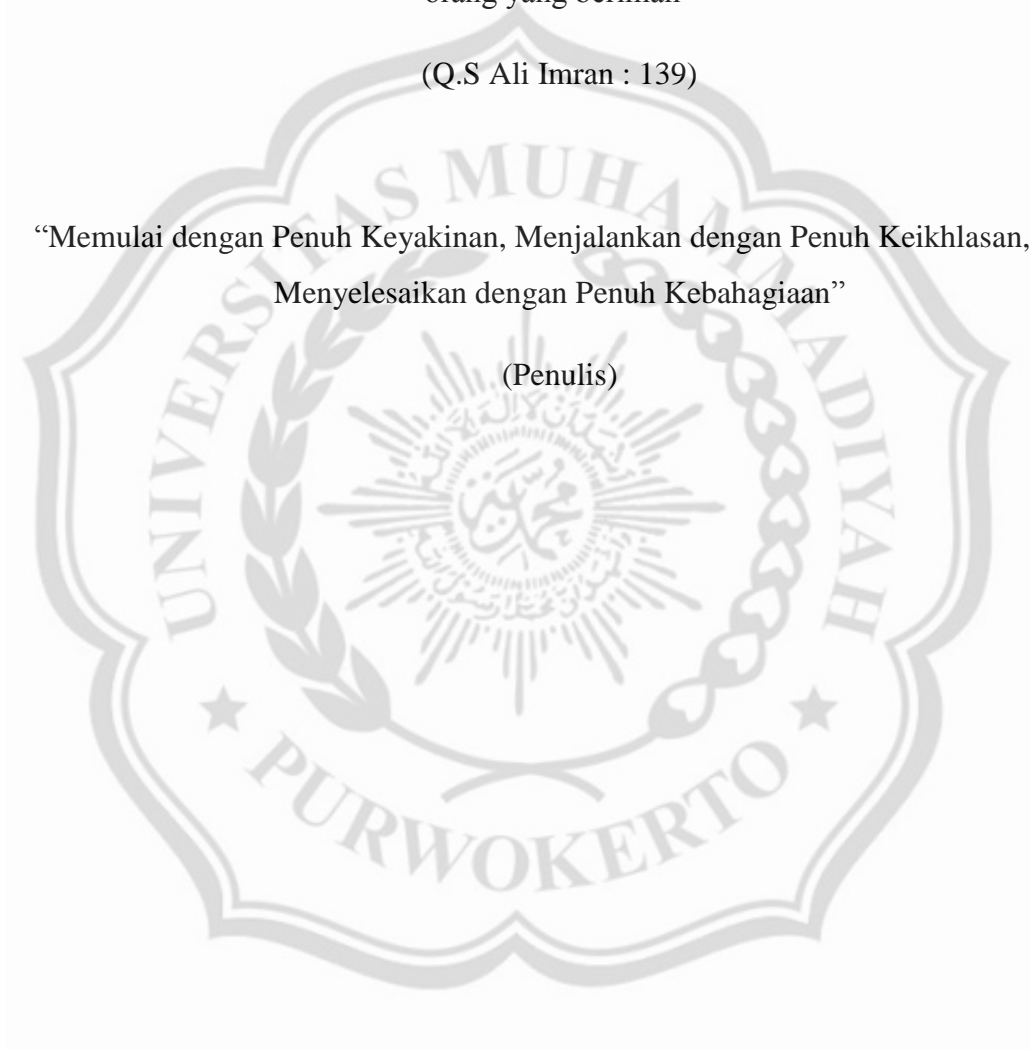 orang yang beriman”
(Q.S Ali Imran : 139)
“Memulai dengan Penuh Keyakinan, Menjalankan dengan Penuh Keikhlasan,
Menyelesaikan dengan Penuh Kebahagiaan”
(Penulis)
UNIVERSITAS MUHAMMADIYAH
PURWOKERTO